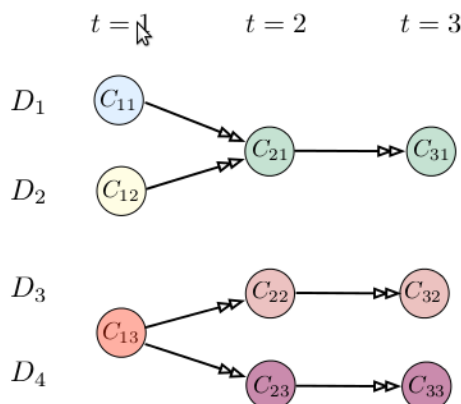 t = 1 t = 2 t = 3
D₁ C₁₁
C₂₁ C₃₁
D₂ C₁₂
D₃ C₂₂ C₃₂
C₁₃
D₄ C₂₃ C₃₃